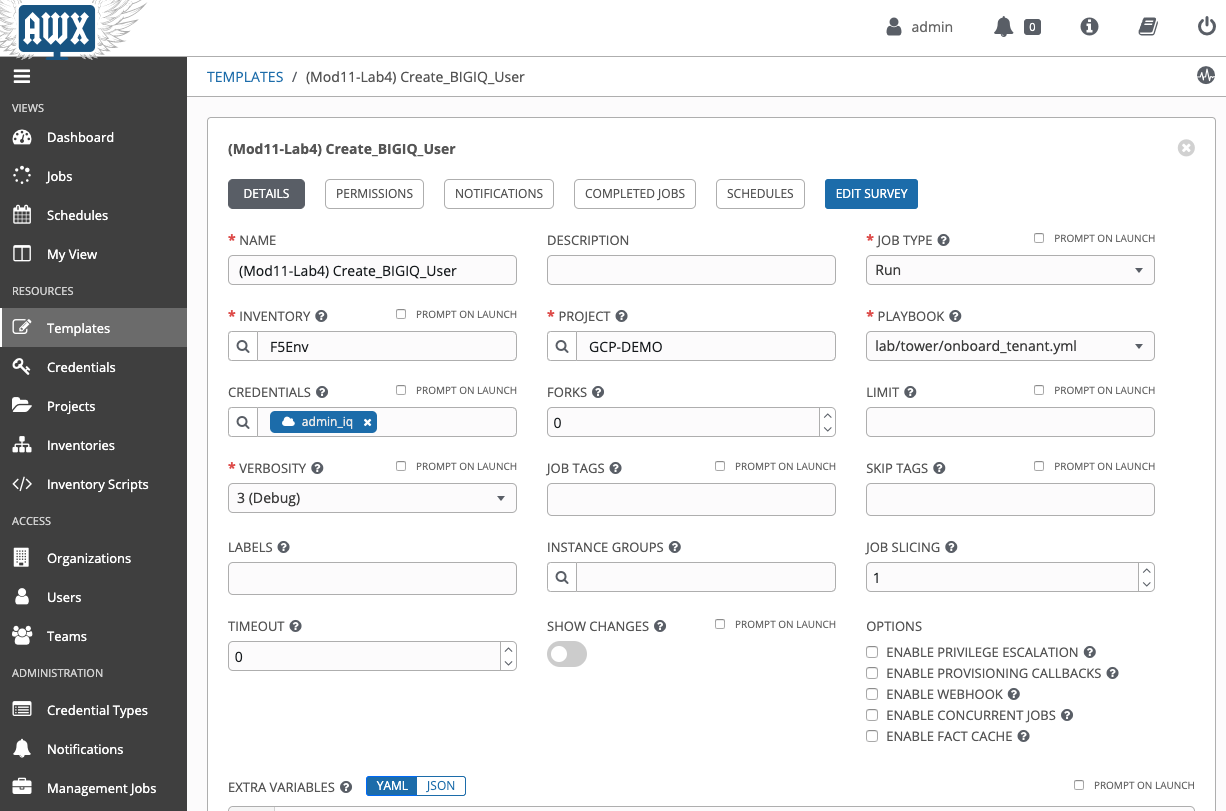 AWX
admin
0
TEMPLATES / (Mod11-Lab4) Create_BIGIQ_User
VIEWS
Dashboard
Jobs
Schedules
My View
RESOURCES
Templates
Credentials
Projects
Inventories
Inventory Scripts
ACCESS
Organizations
Users
Teams
ADMINISTRATION
Credential Types
Notifications
Management Jobs
(Mod11-Lab4) Create_BIGIQ_User
DETAILS PERMISSIONS NOTIFICATIONS COMPLETED JOBS SCHEDULES EDIT SURVEY
* NAME DESCRIPTION * JOB TYPE ? PROMPT ON LAUNCH
(Mod11-Lab4) Create_BIGIQ_User Run
* INVENTORY ? PROMPT ON LAUNCH * PROJECT ? * PLAYBOOK ?
F5Env GCP-DEMO lab/tower/onboard_tenant.yml
CREDENTIALS ? PROMPT ON LAUNCH FORKS ? LIMIT ? PROMPT ON LAUNCH
admin_iq × 0
* VERBOSITY ? PROMPT ON LAUNCH JOB TAGS ? PROMPT ON LAUNCH SKIP TAGS ? PROMPT ON LAUNCH
3 (Debug)
LABELS ? INSTANCE GROUPS ? JOB SLICING ?
1
TIMEOUT ? SHOW CHANGES ? PROMPT ON LAUNCH OPTIONS
0
ENABLE PRIVILEGE ESCALATION ?
ENABLE PROVISIONING CALLBACKS ?
ENABLE WEBHOOK ?
ENABLE CONCURRENT JOBS ?
ENABLE FACT CACHE ?
EXTRA VARIABLES ? YAML JSON PROMPT ON LAUNCH